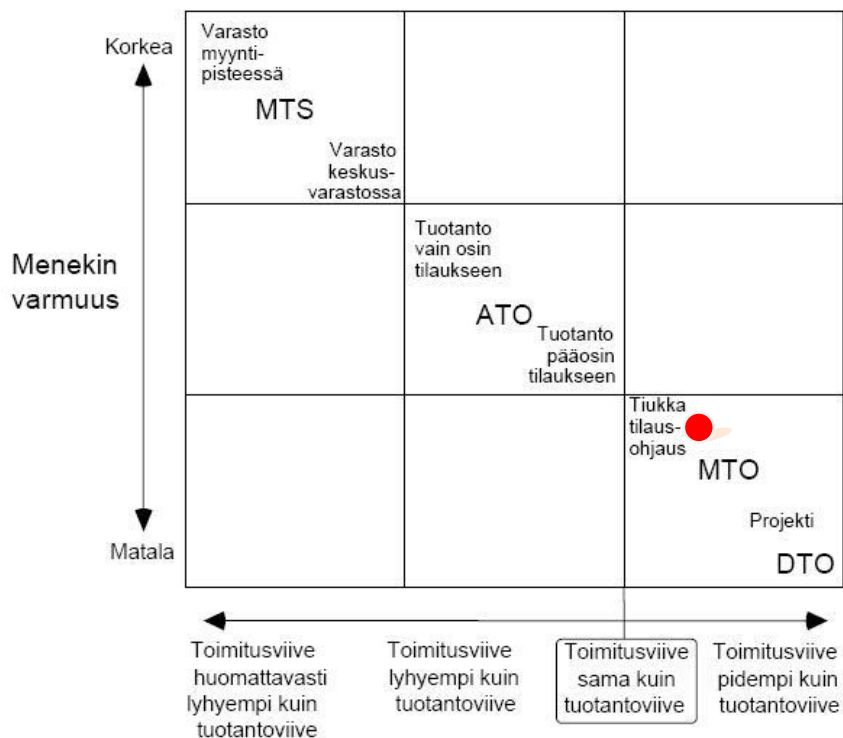 Korkea
Menekin
varmuus
Matala
Varasto
myynti-
pisteessä
MTS
Varasto
keskus-
varastossa
Tuotanto
vain osin
tilaukseen
ATO
Tuotanto
pääosin
tilaukseen
Tiukka
tilaus-
ohjaus
MTO
Projekti
DTO
Toimitusviive
huomattavasti
lyhyempi kuin
tuotantoviive
Toimitusviive
lyhyempi kuin
tuotantoviive
Toimitusviive
sama kuin
tuotantoviive
Toimitusviive
pidempi kuin
tuotantoviive